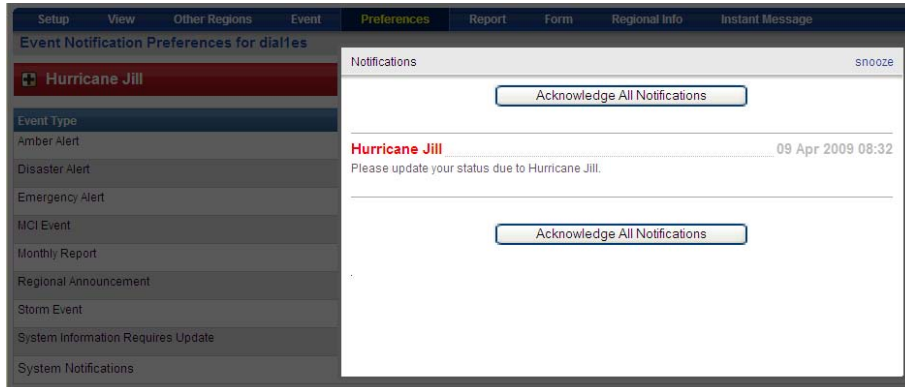 Setup View Other Regions Event Preferences Report Form Regional Info Instant Message
Event Notification Preferences for dial1es
Hurricane Jill
Event Type
Amber Alert
Disaster Alert
Emergency Alert
MCI Event
Monthly Report
Regional Announcement
Storm Event
System Information Requires Update
System Notifications
Notifications snooze
Acknowledge All Notifications
Hurricane Jill 09 Apr 2009 08:32
Please update your status due to Hurricane Jill.
Acknowledge All Notifications
.